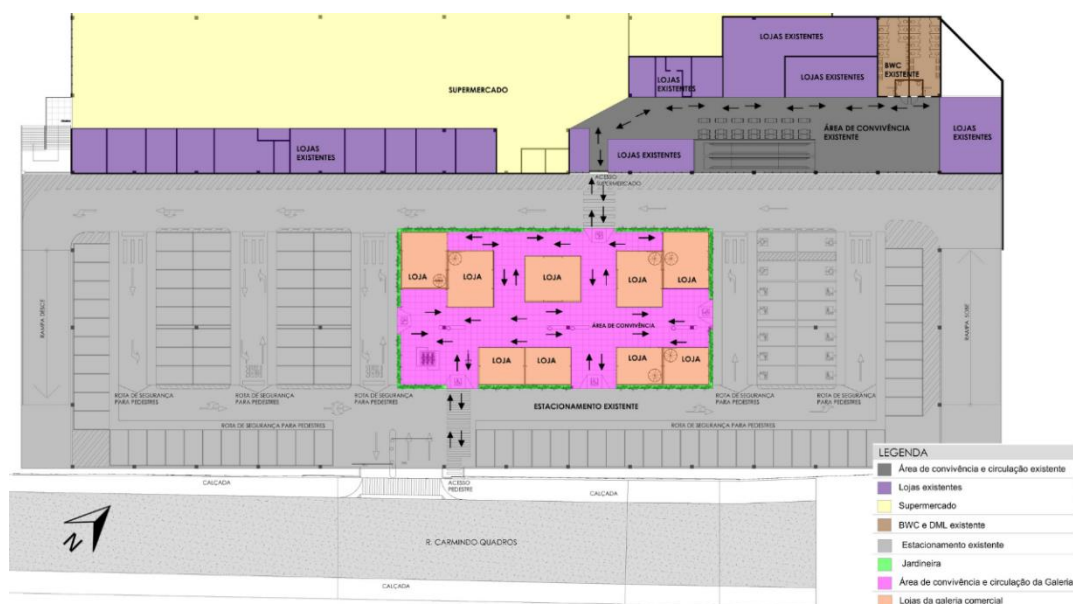 LOJAS EXISTENTES
BWC
EXISTENTE
LOJAS
EXISTENTES
LOJAS EXISTENTES
SUPERMERCADO
ÁREA DE CONVIVÊNCIA
EXISTENTE
LOJAS
EXISTENTES
LOJAS
EXISTENTES
LOJAS EXISTENTES
ACESSO
SUPERMERCADO
LOJA
LOJA
LOJA
LOJA
LOJA
RAMPA DESCE
RAMPA SOBE
ÁREA DE CONVIVÊNCIA
LOJA
LOJA
LOJA
LOJA
ROTA DE SEGURANÇA
PARA PEDESTRES
ROTA DE SEGURANÇA
PARA PEDESTRES
ROTA DE SEGURANÇA
PARA PEDESTRES
ESTACIONAMENTO EXISTENTE
ROTA DE SEGURANÇA
PARA PEDESTRES
ROTA DE SEGURANÇA
PARA PEDESTRES
ROTA DE SEGURANÇA PARA PEDESTRES
ROTA DE SEGURANÇA PARA PEDESTRES
CALÇADA
ACESSO
PEDESTRE
CALÇADA
N
R. CARMINDO QUADROS
CALÇADA
LEGENDA
Área de convivência e circulação existente
Lojas existentes
Supermercado
BWC e DML existente
Estacionamento existente
Jardineira
Área de convivência e circulação da Galeria
Lojas da galeria comercial